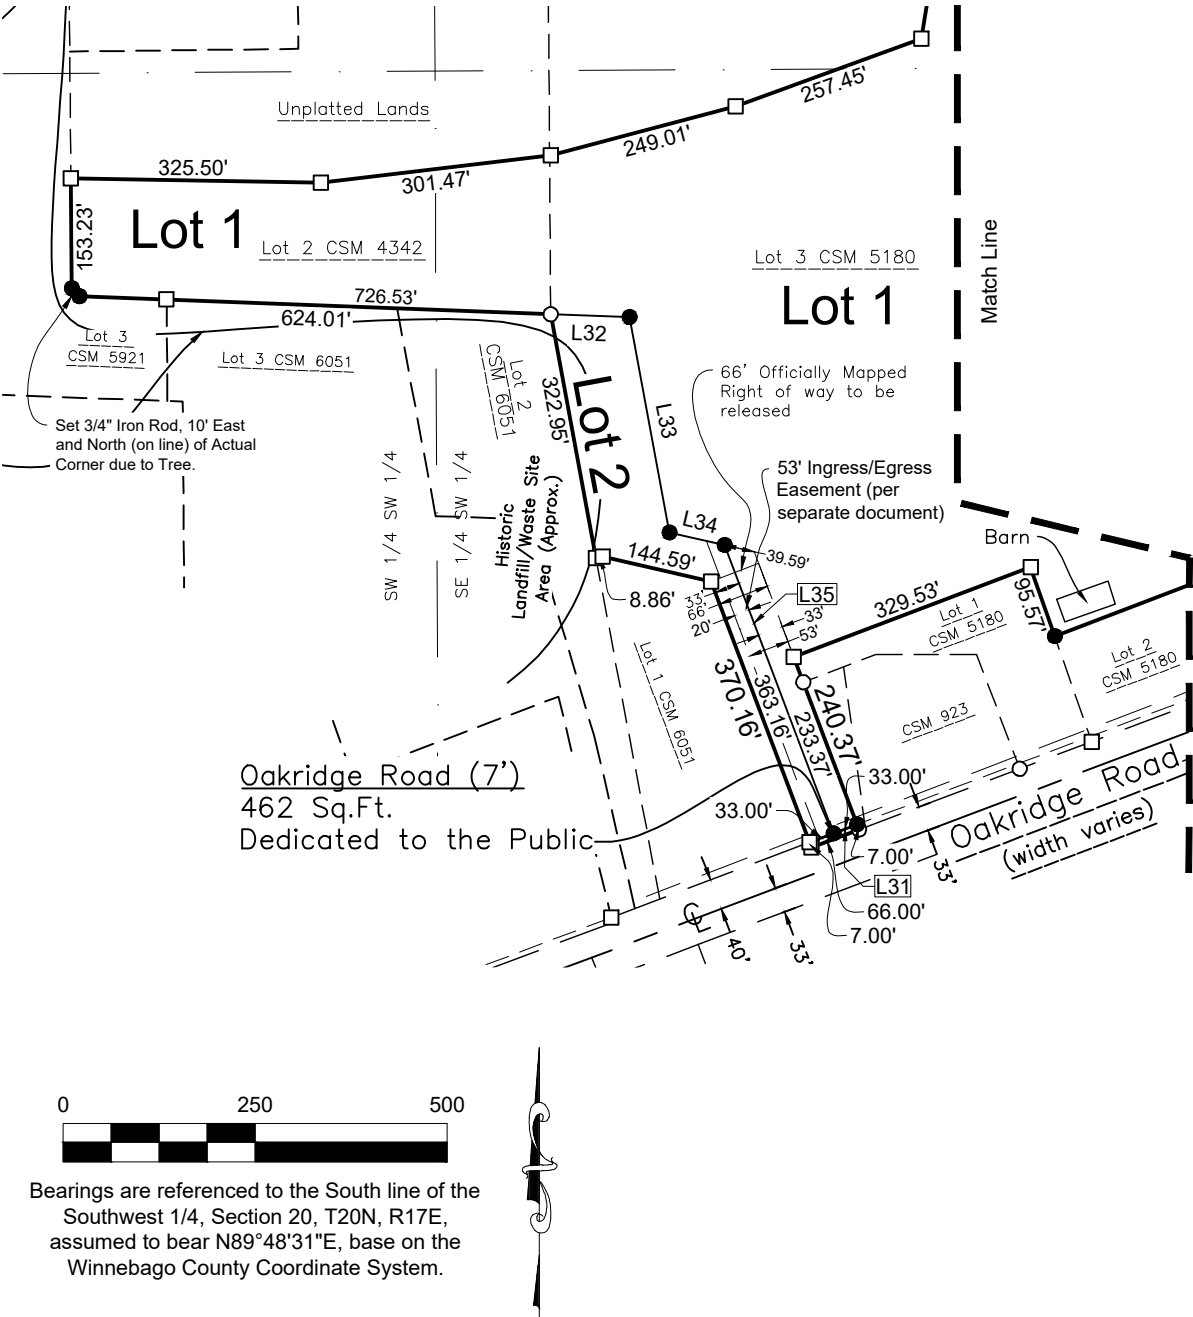 257.45'
Unplatted Lands
249.01'
325.50'
301.47'
153.23'
Lot 1
Lot 2 CSM 4342
Lot 3 CSM 5180
Lot 1
Match Line
726.53'
624.01'
L32
Lot 3
CSM 5921
Lot 3 CSM 6051
Lot 2
CSM 6051
322.95'
Lot 2
L33
66' Officially Mapped
Right of way to be
released
Set 3/4" Iron Rod, 10' East
and North (on line) of Actual
Corner due to Tree.
SW 1/4 SW 1/4
SE 1/4 SW 1/4
Historic
Landfill/Waste Site
Area (Approx.)
53' Ingress/Egress
Easement (per
separate document)
L34
Barn
144.59'
39.59'
8.86'
33'
66'
20'
L35
33'
53'
329.53'
95.57'
Lot 1
CSM 5180
Lot 2
CSM 5180
Lot 1 CSM 6051
370.16'
363.16'
233.37'
240.37'
CSM 923
Oakridge Road (7')
462 Sq.Ft.
Dedicated to the Public
33.00'
33.00'
Oakridge Road
(width varies)
7.00'
L31
66.00'
7.00'
33'
CL
40'
33'
0 250 500
Bearings are referenced to the South line of the
Southwest 1/4, Section 20, T20N, R17E,
assumed to bear N89°48'31"E, base on the
Winnebago County Coordinate System.